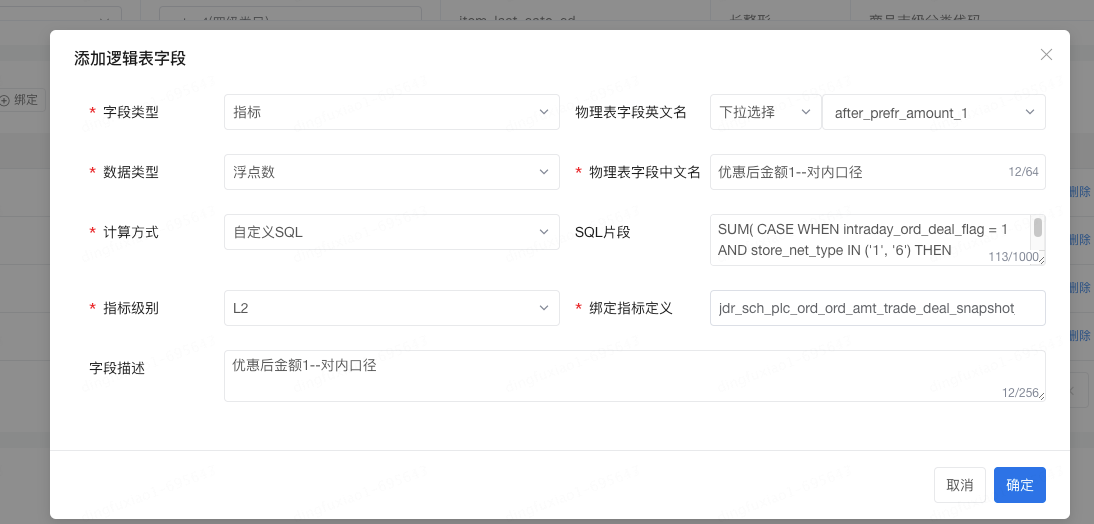 item_last_cate_cd
长整形
绑定
添加逻辑表字段
* 字段类型 指标
物理表字段英文名 下拉选择 after_prefr_amount_1
* 数据类型 浮点数
* 物理表字段中文名 优惠后金额1--对内口径 12/64
删除
* 计算方式 自定义SQL
SQL片段 SUM( CASE WHEN intraday_ord_deal_flag = 1
AND store_net_type IN ('1', '6') THEN
113/1000
删除
删除
* 指标级别 L2
* 绑定指标定义 jdr_sch_plc_ord_ord_amt_trade_deal_snapshot
删除
字段描述 优惠后金额1--对内口径
12/256
取消 确定